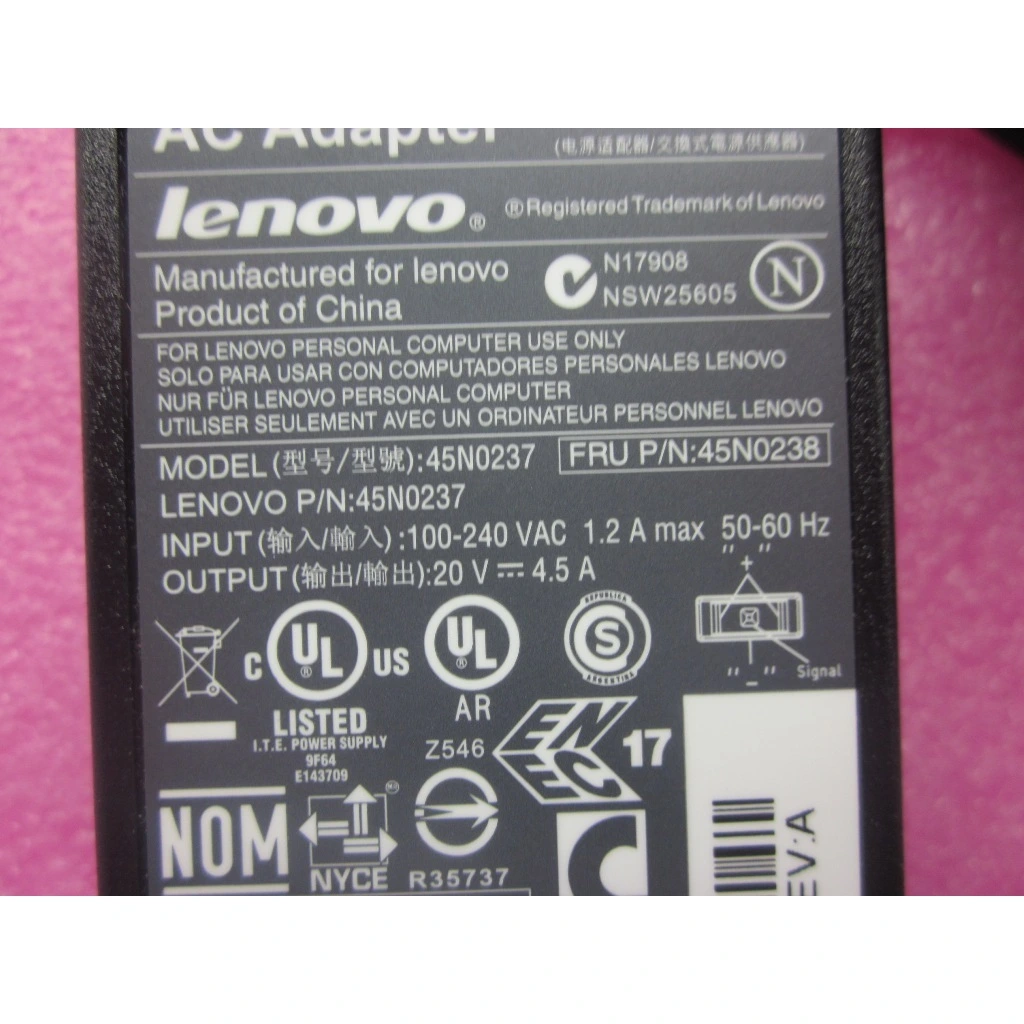 AC Adapter
(电源适配器/交換式電源供應器)
lenovo® ®Registered Trademark of Lenovo
Manufactured for lenovo
Product of China
N17908
NSW25605
N
FOR LENOVO PERSONAL COMPUTER USE ONLY
SOLO PARA USAR CON COMPUTADORES PERSONALES LENOVO
NUR FÜR LENOVO PERSONAL COMPUTER
UTILISER SEULEMENT AVEC UN ORDINATEUR PERSONNEL LENOVO
MODEL (型号/型號):45N0237 FRU P/N:45N0238
LENOVO P/N:45N0237
INPUT (输入/輸入) :100-240 VAC 1.2 A max 50-60 Hz
OUTPUT (输出/輸出):20 V ⎓ 4.5 A
"+"
"-" Signal
C UL® US
LISTED
I.T.E. POWER SUPPLY
9F64
E143709
UL®
AR
Z546
REPUBLICA
S
ARGENTINA
ENEC 17
NOM
NYCE
R35737
EV:A